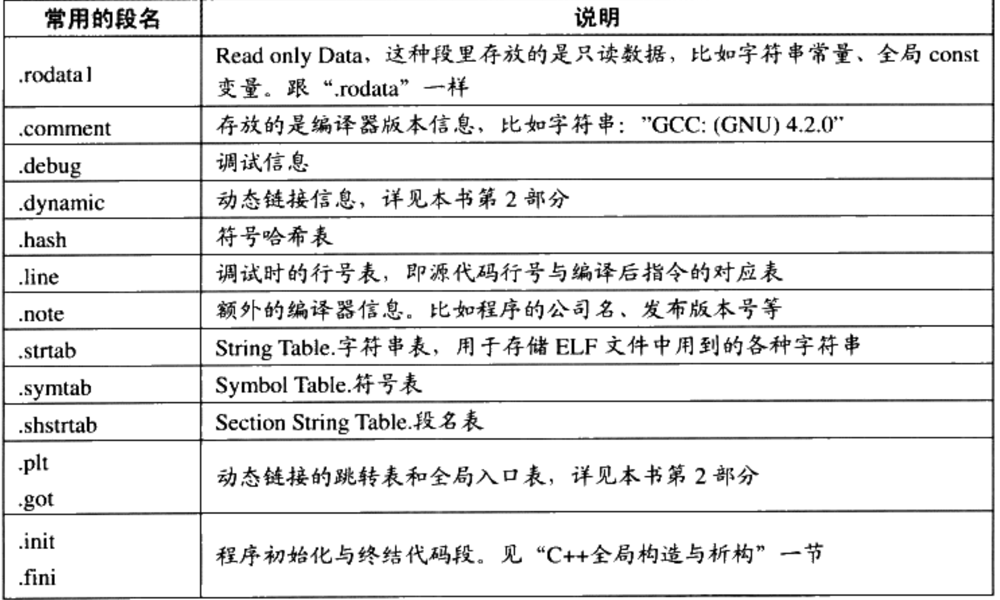 常用的段名 说明
.rodata1
Read only Data，这种段里存放的是只读数据，比如字符串常量、全局 const
变量。跟“.rodata”一样
.comment 存放的是编译器版本信息，比如字符串：”GCC: (GNU) 4.2.0”
.debug 调试信息
.dynamic 动态链接信息，详见本书第 2 部分
.hash 符号哈希表
.line 调试时的行号表，即源代码行号与编译后指令的对应表
.note 额外的编译器信息。比如程序的公司名、发布版本号等
.strtab String Table.字符串表，用于存储 ELF 文件中用到的各种字符串
.symtab Symbol Table.符号表
.shstrtab Section String Table.段名表
.plt
.got
动态链接的跳转表和全局入口表，详见本书第 2 部分
.init
.fini
程序初始化与终结代码段。见“C++全局构造与析构”一节